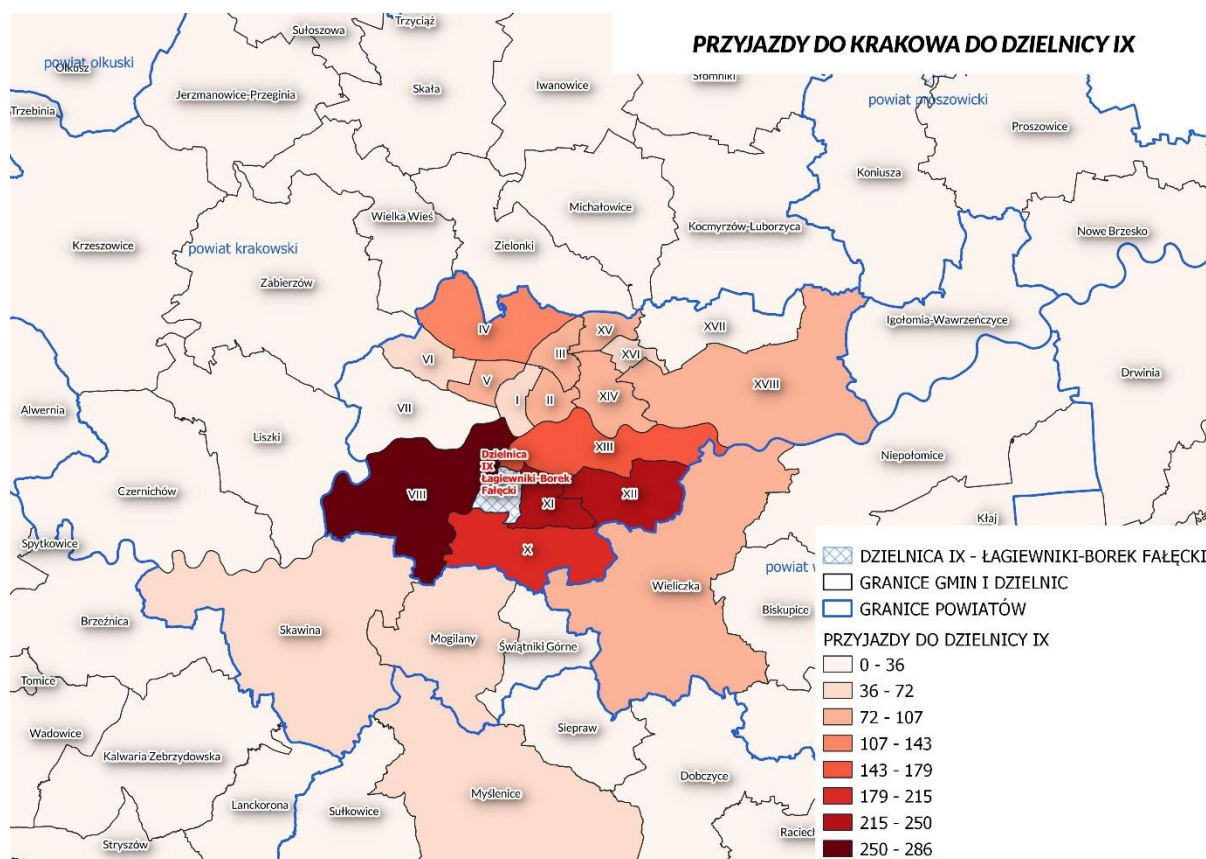 PRZYJAZDY DO KRAKOWA DO DZIELNICY IX
Sułoszowa
Trzyciąż
powiat olkuski
Olkusz
Jerzmanowice-Przeginia
Skała
Iwanowice
Słomniki
powiat proszowicki
Trzebinia
Proszowice
Koniusza
Wielka Wieś
Michałowice
Krzeszowice
powiat krakowski
Zielonki
Kocmyrzów-Luborzyca
Nowe Brzesko
Zabierzów
Igołomia-Wawrzeńczyce
IV
XV
XVII
III
XVI
VI
V
I
II
XIV
XVIII
Drwinia
Alwernia
VII
Liszki
XIII
Niepołomice
Dzielnica
IX
Łagiewniki-Borek
Fałęcki
Czernichów
VIII
XI
XII
Kłaj
Spytkowice
X
powiat w
Wieliczka
Biskupice
Brzeźnica
Skawina
Mogilany
Świątniki Górne
Tomice
Wadowice
Kalwaria Zebrzydowska
Siepraw
Lanckorona
Sułkowice
Myślenice
Dobczyce
Stryszów
Raciech
DZIELNICA IX - ŁAGIEWNIKI-BOREK FAŁĘCKI
GRANICE GMIN I DZIELNIC
GRANICE POWIATÓW
PRZYJAZDY DO DZIELNICY IX
0 - 36
36 - 72
72 - 107
107 - 143
143 - 179
179 - 215
215 - 250
250 - 286